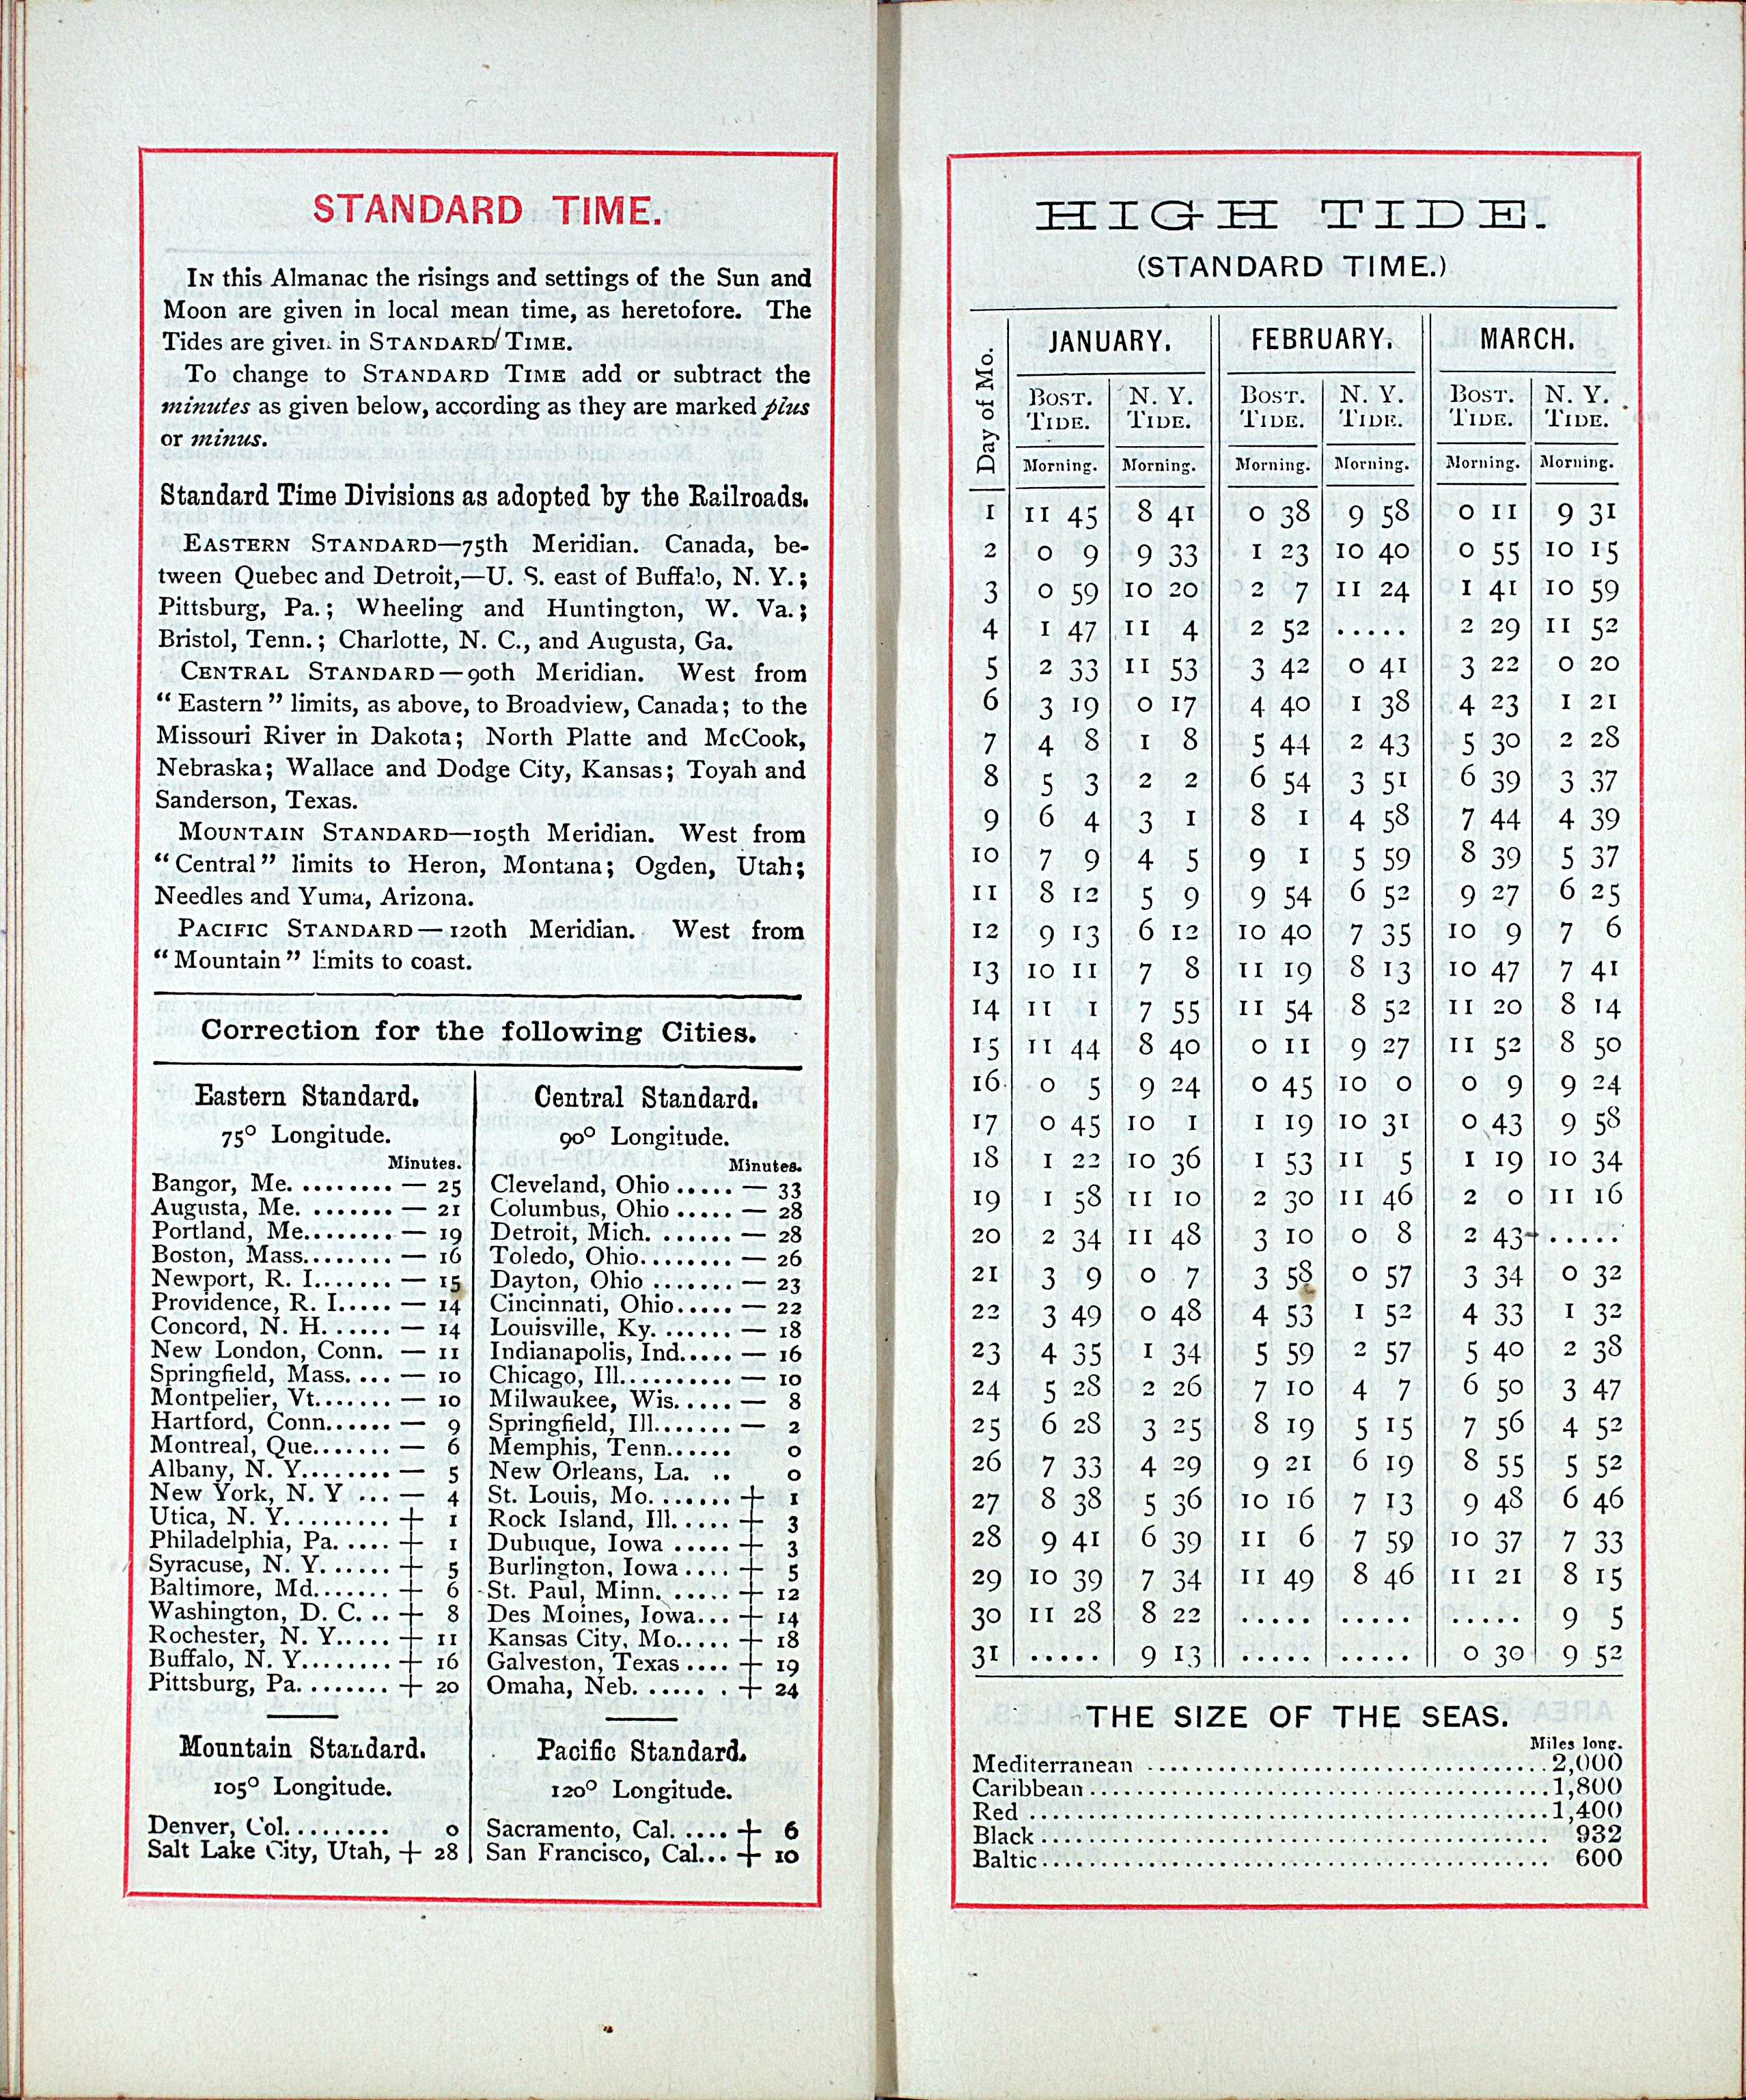 STANDARD TIME.
IN this Almanac the risings and settings of the Sun and
Moon are given in local mean time, as heretofore. The
Tides are given in STANDARD TIME.
To change to STANDARD TIME add or subtract the
minutes as given below, according as they are marked plus
or minus.
Standard Time Divisions as adopted by the Railroads.
EASTERN STANDARD—75th Meridian. Canada, be-
tween Quebec and Detroit,—U. S. east of Buffalo, N. Y.;
Pittsburg, Pa.; Wheeling and Huntington, W. Va.;
Bristol, Tenn.; Charlotte, N. C., and Augusta, Ga.
CENTRAL STANDARD—90th Meridian. West from
“Eastern” limits, as above, to Broadview, Canada; to the
Missouri River in Dakota; North Platte and McCook,
Nebraska; Wallace and Dodge City, Kansas; Toyah and
Sanderson, Texas.
MOUNTAIN STANDARD—105th Meridian. West from
“Central” limits to Heron, Montana; Ogden, Utah;
Needles and Yuma, Arizona.
PACIFIC STANDARD—120th Meridian. West from
“Mountain” limits to coast.
Correction for the following Cities.
Eastern Standard.
75° Longitude.
Minutes.
Bangor, Me. ........ — 25
Augusta, Me. ....... — 21
Portland, Me........ — 19
Boston, Mass........ — 16
Newport, R. I....... — 15
Providence, R. I..... — 14
Concord, N. H. ..... — 14
New London, Conn. — 11
Springfield, Mass. ... — 10
Montpelier, Vt....... — 10
Hartford, Conn...... — 9
Montreal, Que....... — 6
Albany, N. Y........ — 5
New York, N. Y ... — 4
Utica, N. Y......... + 1
Philadelphia, Pa. .... + 1
Syracuse, N. Y. ..... + 5
Baltimore, Md....... + 6
Washington, D. C. .. + 8
Rochester, N. Y..... + 11
Buffalo, N. Y........ + 16
Pittsburg, Pa. ....... + 20
Central Standard.
90° Longitude.
Minutes.
Cleveland, Ohio ..... — 33
Columbus, Ohio ..... — 28
Detroit, Mich. ...... — 28
Toledo, Ohio........ — 26
Dayton, Ohio ....... — 23
Cincinnati, Ohio..... — 22
Louisville, Ky. ...... — 18
Indianapolis, Ind..... — 16
Chicago, Ill.......... — 10
Milwaukee, Wis..... — 8
Springfield, Ill....... — 2
Memphis, Tenn...... 0
New Orleans, La. .. 0
St. Louis, Mo. ...... + 1
Rock Island, Ill. .... + 3
Dubuque, Iowa ..... + 3
Burlington, Iowa .... + 5
St. Paul, Minn. ..... + 12
Des Moines, Iowa... + 14
Kansas City, Mo..... + 18
Galveston, Texas .... + 19
Omaha, Neb. ...... + 24
Mountain Standard.
105° Longitude.
Denver, Col. ........ 0
Salt Lake City, Utah, + 28
Pacific Standard.
120° Longitude.
Sacramento, Cal. .... + 6
San Francisco, Cal... + 10
HIGH TIDE.
(STANDARD TIME.)
Day of Mo. JANUARY. FEBRUARY. MARCH.
BOST. TIDE. N. Y. TIDE. BOST. TIDE. N. Y. TIDE. BOST. TIDE. N. Y. TIDE.
Morning. Morning. Morning. Morning. Morning. Morning.
1 11 45 8 41 0 38 9 58 0 11 9 31
2 0 9 9 33 1 23 10 40 0 55 10 15
3 0 59 10 20 2 7 11 24 1 41 10 59
4 1 47 11 4 2 52 ..... 2 29 11 52
5 2 33 11 53 3 42 0 41 3 22 0 20
6 3 19 0 17 4 40 1 38 4 23 1 21
7 4 8 1 8 5 44 2 43 5 30 2 28
8 5 3 2 2 6 54 3 51 6 39 3 37
9 6 4 3 1 8 1 4 58 7 44 4 39
10 7 9 4 5 9 1 5 59 8 39 5 37
11 8 12 5 9 9 54 6 52 9 27 6 25
12 9 13 6 12 10 40 7 35 10 9 7 6
13 10 11 7 8 11 19 8 13 10 47 7 41
14 11 1 7 55 11 54 8 52 11 20 8 14
15 11 44 8 40 0 11 9 27 11 52 8 50
16 0 5 9 24 0 45 10 0 0 9 9 24
17 0 45 10 1 1 19 10 31 0 43 9 58
18 1 22 10 36 1 53 11 5 1 19 10 34
19 1 58 11 10 2 30 11 46 2 0 11 16
20 2 34 11 48 3 10 0 8 2 43 .....
21 3 9 0 7 3 58 0 57 3 34 0 32
22 3 49 0 48 4 53 1 52 4 33 1 32
23 4 35 1 34 5 59 2 57 5 40 2 38
24 5 28 2 26 7 10 4 7 6 50 3 47
25 6 28 3 25 8 19 5 15 7 56 4 52
26 7 33 4 29 9 21 6 19 8 55 5 52
27 8 38 5 36 10 16 7 13 9 48 6 46
28 9 41 6 39 11 6 7 59 10 37 7 33
29 10 39 7 34 11 49 8 46 11 21 8 15
30 11 28 8 22 ..... ..... ..... 9 5
31 ..... 9 13 ..... ..... 0 30 9 52
THE SIZE OF THE SEAS.
Miles long.
Mediterranean ................................ 2,000
Caribbean ..................................... 1,800
Red .......................................... 1,400
Black ......................................... 932
Baltic ......................................... 600